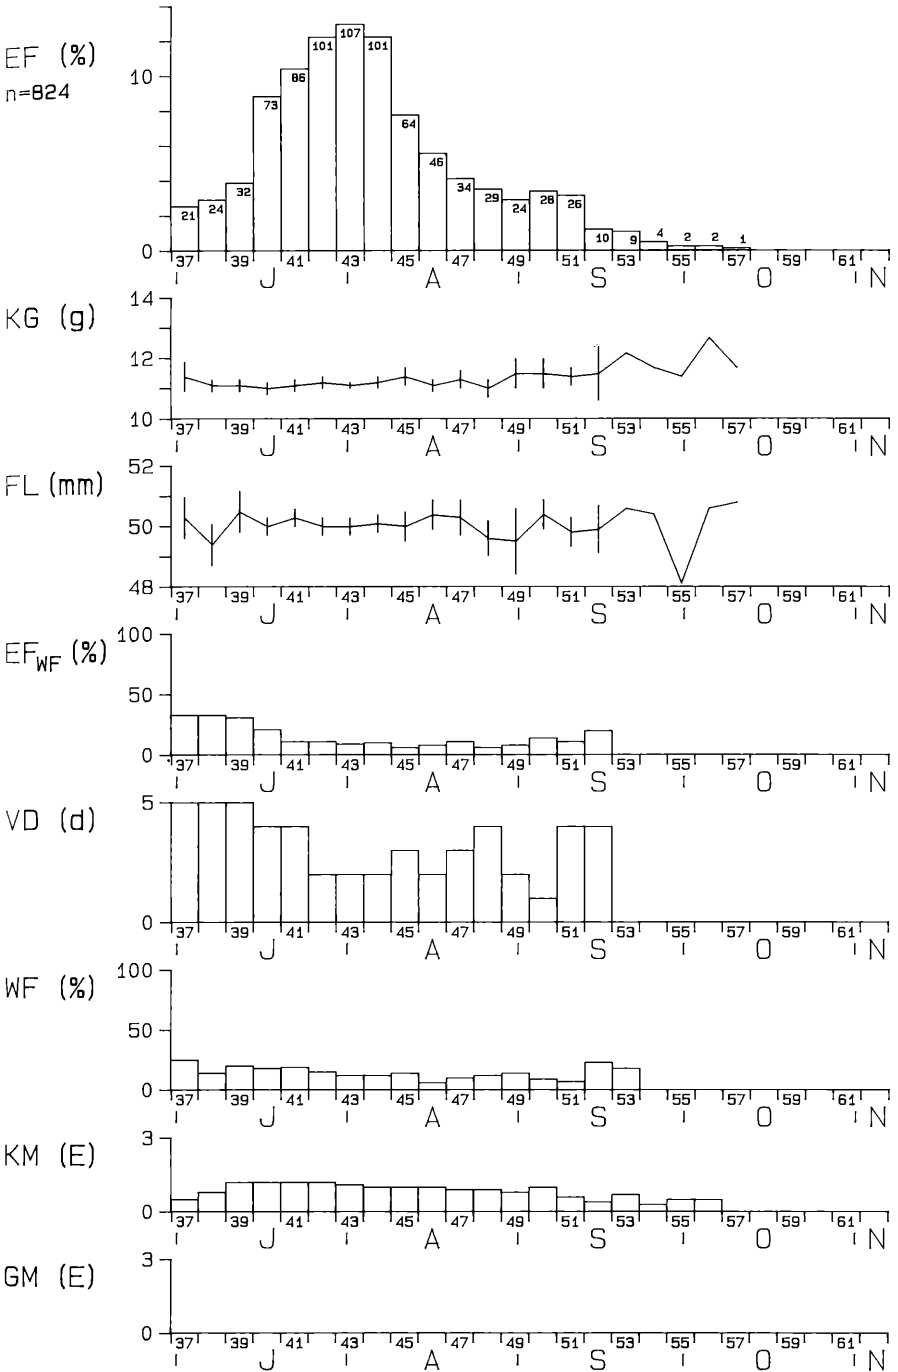 EF (%)
n=824
10
0
21 24 32 73 86 101 107 101 64 46 34 29 24 28 26 10 9 4 2 2 1
37 39 41 43 45 47 49 51 53 55 57 59 61
J A S O N
KG (g)
14
12
10
37 39 41 43 45 47 49 51 53 55 57 59 61
J A S O N
FL (mm)
52
50
48
37 39 41 43 45 47 49 51 53 55 57 59 61
J A S O N
EFWF (%)
100
50
0
37 39 41 43 45 47 49 51 53 55 57 59 61
J A S O N
VD (d)
5
0
37 39 41 43 45 47 49 51 53 55 57 59 61
J A S O N
WF (%)
100
50
0
37 39 41 43 45 47 49 51 53 55 57 59 61
J A S O N
KM (E)
3
0
37 39 41 43 45 47 49 51 53 55 57 59 61
J A S O N
GM (E)
3
0
37 39 41 43 45 47 49 51 53 55 57 59 61
J A S O N